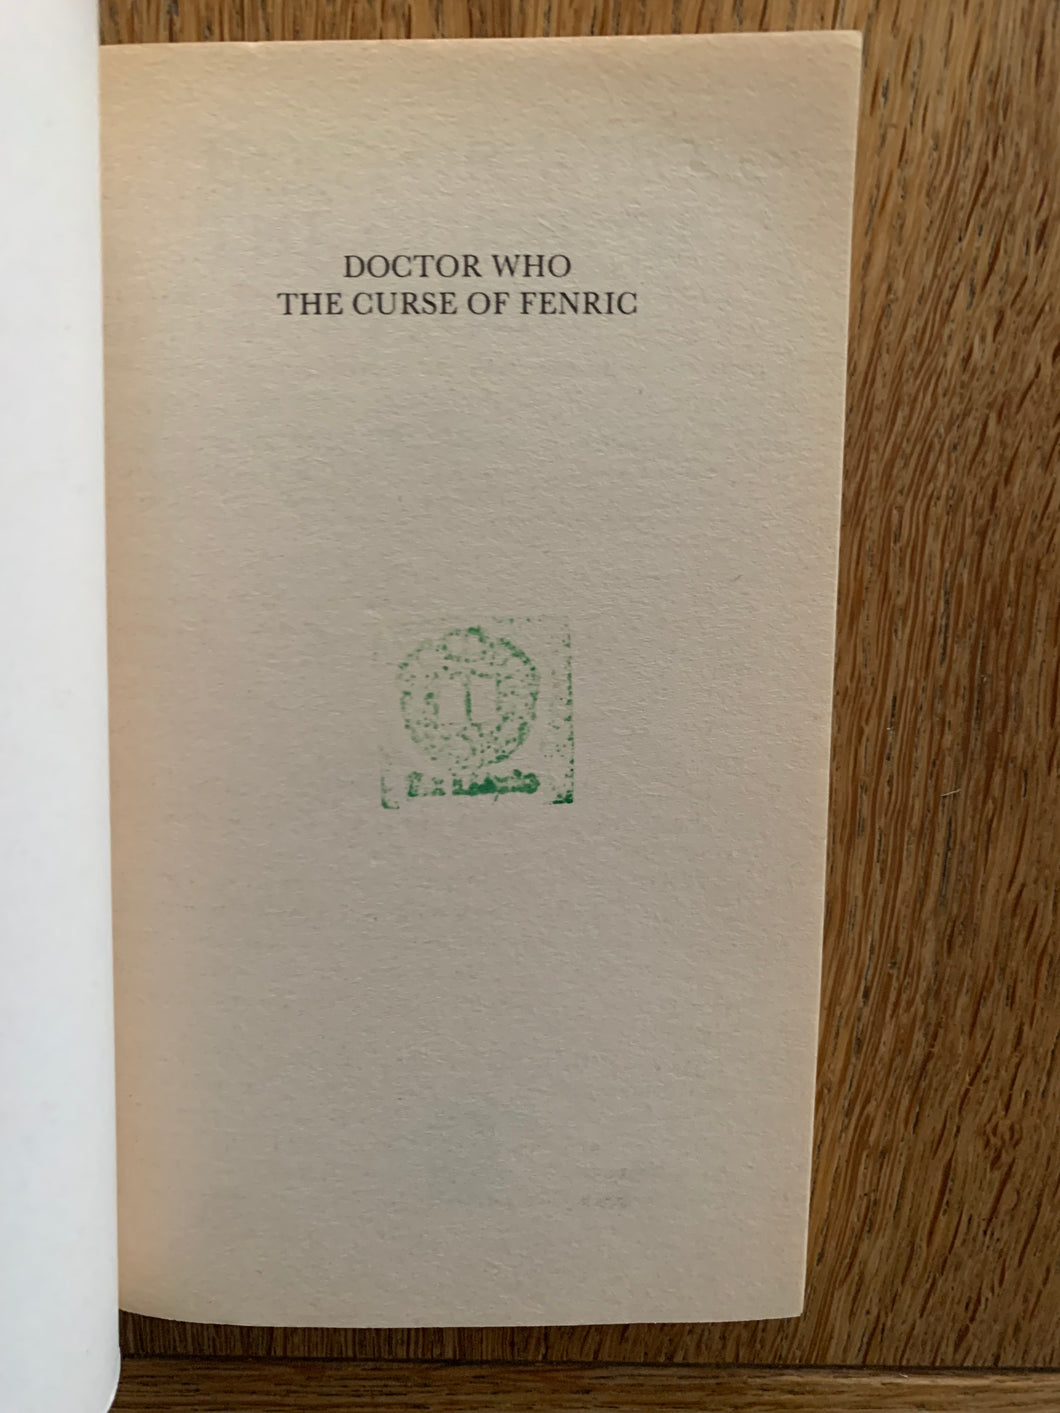 DOCTOR WHO
THE CURSE OF FENRIC